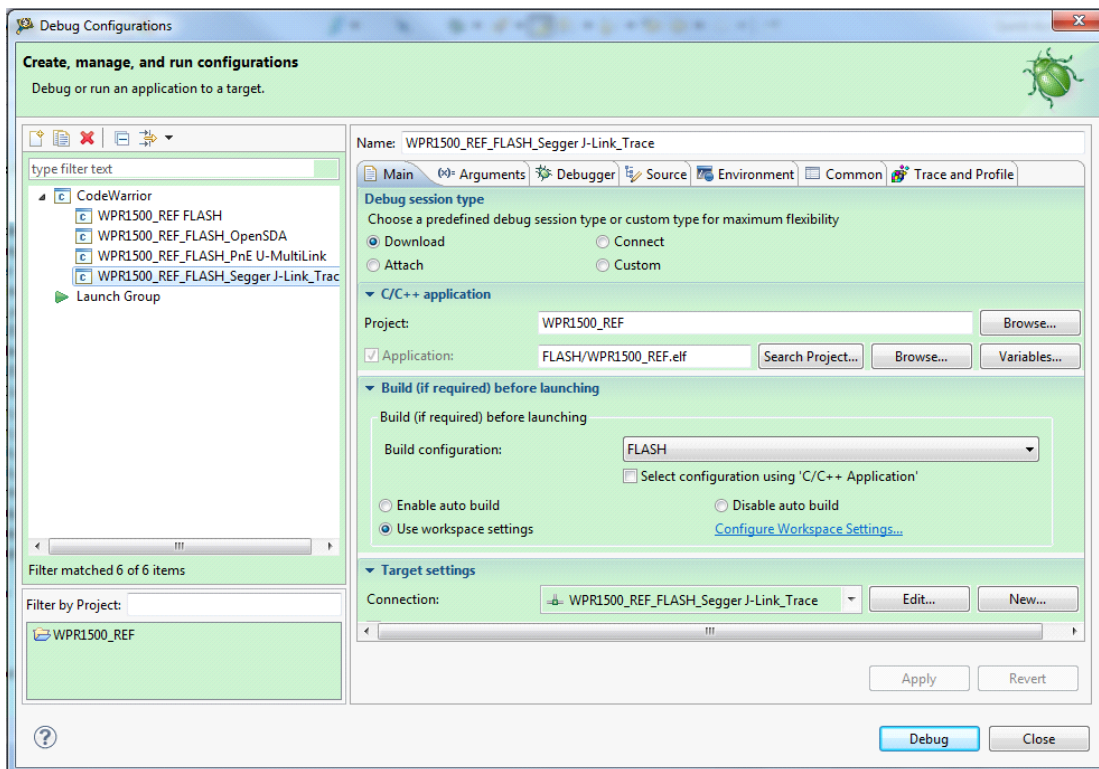 Debug Configurations
Create, manage, and run configurations
Debug or run an application to a target.
type filter text
CodeWarrior
WPR1500_REF FLASH
WPR1500_REF_FLASH_OpenSDA
WPR1500_REF_FLASH_PnE U-MultiLink
WPR1500_REF_FLASH_Segger J-Link_Trac
Launch Group
Filter matched 6 of 6 items
Filter by Project:
WPR1500_REF
Name: WPR1500_REF_FLASH_Segger J-Link_Trace
Main (x)= Arguments Debugger Source Environment Common Trace and Profile
Debug session type
Choose a predefined debug session type or custom type for maximum flexibility
Download Connect
Attach Custom
C/C++ application
Project: WPR1500_REF Browse...
Application: FLASH/WPR1500_REF.elf Search Project... Browse... Variables...
Build (if required) before launching
Build (if required) before launching
Build configuration: FLASH
Select configuration using 'C/C++ Application'
Enable auto build Disable auto build
Use workspace settings Configure Workspace Settings...
Target settings
Connection: WPR1500_REF_FLASH_Segger J-Link_Trace Edit... New...
Apply Revert
Debug Close